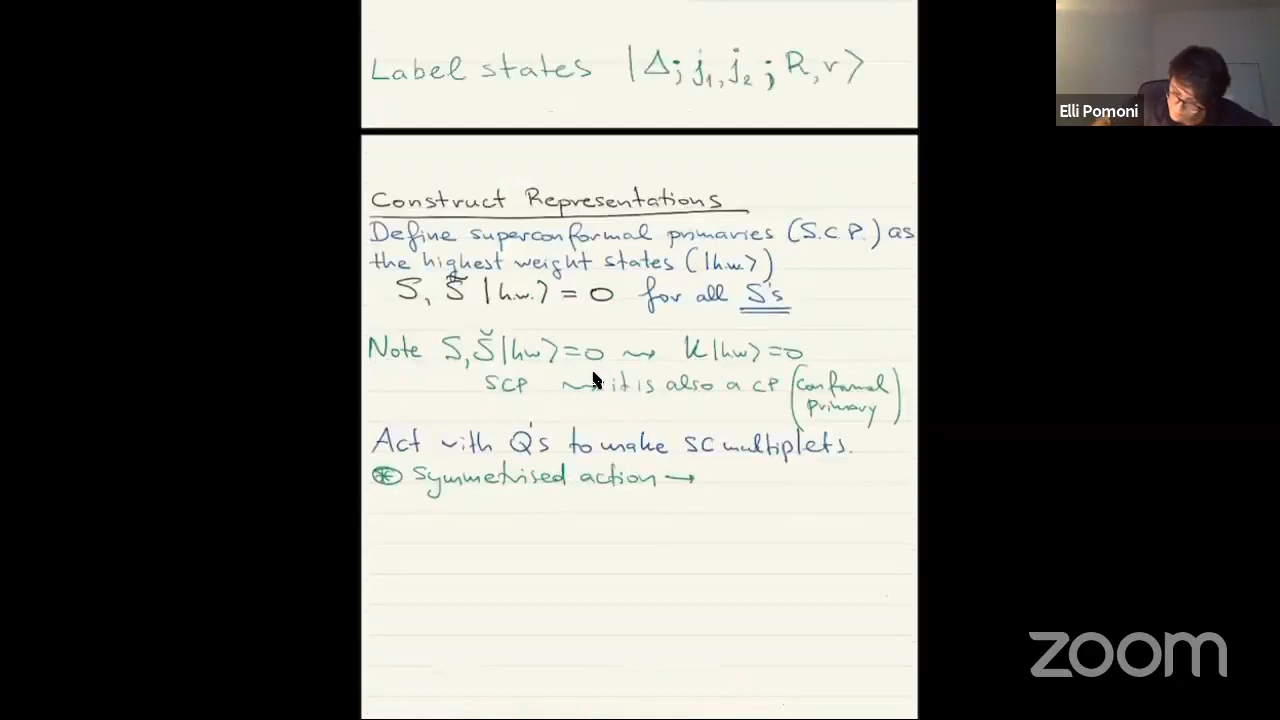 Label states |Δ; j₁, j₂; R, r⟩
Elli Pomoni
Construct Representations
Define superconformal primaries (S.C.P.) as
the highest weight states (|h.w⟩)
S, S̃ |h.w.⟩ = 0 for all S's
Note S, S̃ |hw⟩ = 0 ⇝ K|hw⟩ = 0
SCP ⇝ it is also a CP (Conformal
primary)
Act with Q's to make SC multiplets.
⊛ Symmetrised action →
zoom